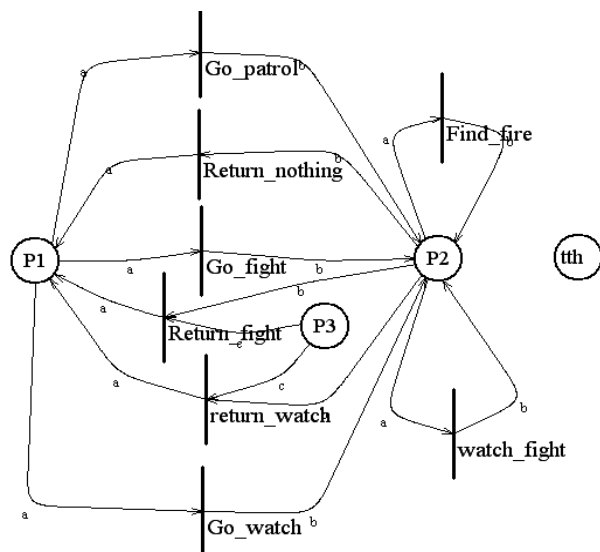 a
b
Go_patrol
a
b
Find_fire
b
a
b
Return_nothing
P1
a
Go_fight
b
P2
tth
a
b
Return_fight
c
P3
a
c
return_watch
a
b
watch_fight
a
Go_watch
b